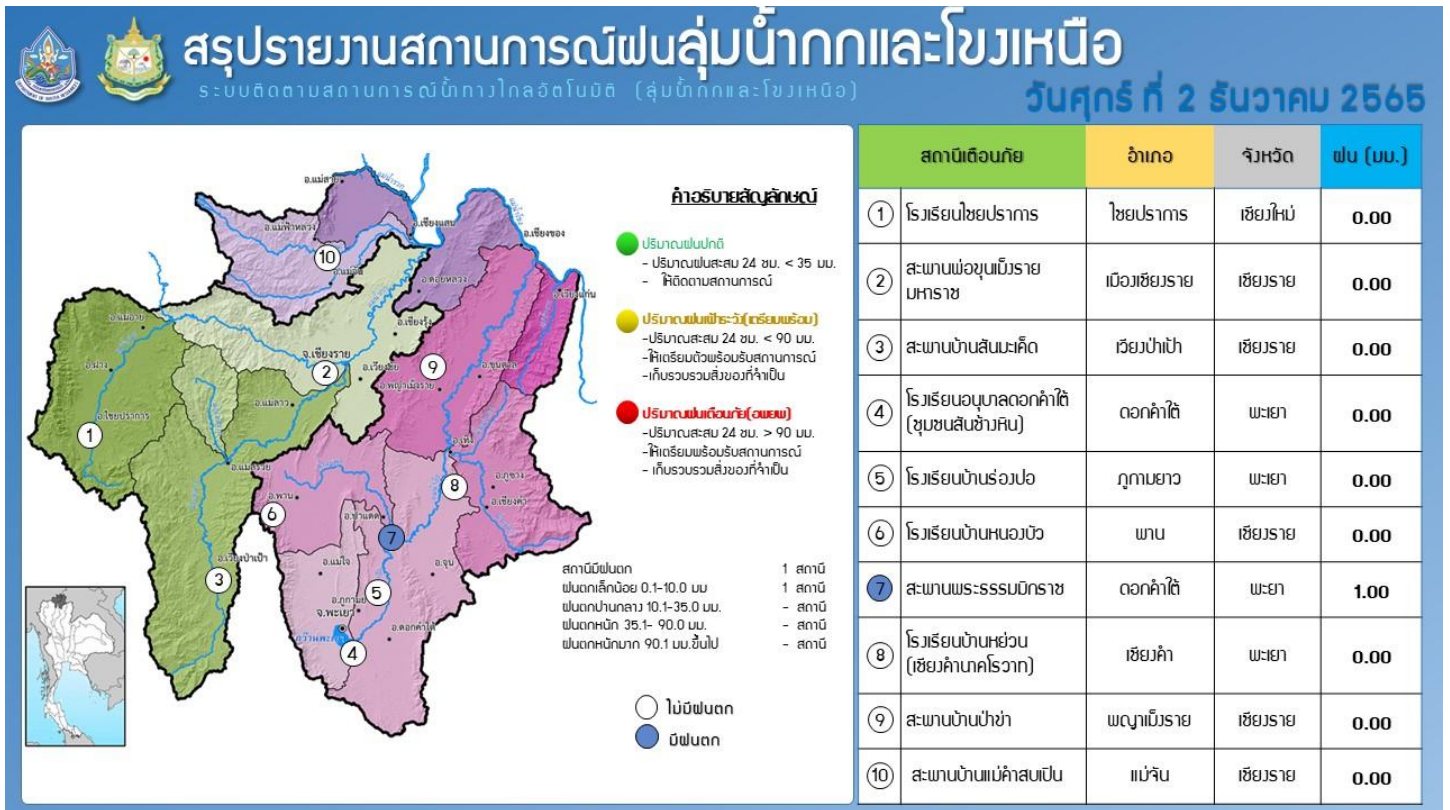 สรุปรายงานสถานการณ์ฝนลุ่มน้ำกกและโขงเหนือ
ระบบติดตามสถานการณ์น้ำทางไกลอัตโนมัติ (ลุ่มน้ำกกและโขงเหนือ)
วันศุกร์ ที่ 2 ธันวาคม 2565
อ.แม่สาย
อ.แม่ฟ้าหลวง
อ.เชียงแสน
อ.เชียงของ
10
อ.แม่จัน
อ.ดอยหลวง
อ.เวียงแก่น
อ.แม่อาย
อ.เชียงรุ้ง
จ.เชียงราย
อ.ฝาง
2
อ.เวียงชัย
9
อ.ขุนตาล
อ.พญาเม็งราย
อ.ไชยปราการ
อ.แม่ลาว
1
อ.เทิง
อ.แม่สรวย
8
อ.ภูซาง
อ.พาน
อ.เชียงคำ
6
อ.ป่าแดด
7
อ.เวียงป่าเป้า
อ.แม่ใจ
อ.จุน
3
5
จ.พะเยา
กว๊านพะเยา
อ.ดอกคำใต้
4
คำอธิบายสัญลักษณ์
ปริมาณฝนปกติ
- ปริมาณฝนสะสม 24 ชม. < 35 มม.
- ให้ติดตามสถานการณ์
ปริมาณฝนเฝ้าระวัง(เตรียมพร้อม)
-ปริมาณสะสม 24 ชม. < 90 มม.
-ให้เตรียมตัวพร้อมรับสถานการณ์
-เก็บรวบรวมสิ่งของที่จำเป็น
ปริมาณฝนเตือนภัย(อพยพ)
-ปริมาณสะสม 24 ชม. > 90 มม.
-ให้เตรียมพร้อมรับสถานการณ์
- เก็บรวบรวมสิ่งของที่จำเป็น
สถานีมีฝนตก 1 สถานี
ฝนตกเล็กน้อย 0.1-10.0 มม 1 สถานี
ฝนตกปานกลาง 10.1-35.0 มม. - สถานี
ฝนตกหนัก 35.1- 90.0 มม. - สถานี
ฝนตกหนักมาก 90.1 มม.ขึ้นไป - สถานี
ไม่มีฝนตก
มีฝนตก
สถานีเตือนภัย อำเภอ จังหวัด ฝน (มม.)
1 โรงเรียนไชยปราการ ไชยปราการ เชียงใหม่ 0.00
2 สะพานพ่อขุนเม็งราย
มหาราช เมืองเชียงราย เชียงราย 0.00
3 สะพานบ้านสันมะเค็ด เวียงป่าเป้า เชียงราย 0.00
4 โรงเรียนอนุบาลดอกคำใต้
(ชุมชนสันช้างหิน) ดอกคำใต้ พะเยา 0.00
5 โรงเรียนบ้านร่องปอ ภูกามยาว พะเยา 0.00
6 โรงเรียนบ้านหนองบัว พาน เชียงราย 0.00
7 สะพานพระธรรมมิกราช ดอกคำใต้ พะเยา 1.00
8 โรงเรียนบ้านหย่วน
(เชียงคำนาคโรวาท) เชียงคำ พะเยา 0.00
9 สะพานบ้านป่าข่า พญาเม็งราย เชียงราย 0.00
10 สะพานบ้านแม่คำสบเปิน แม่จัน เชียงราย 0.00